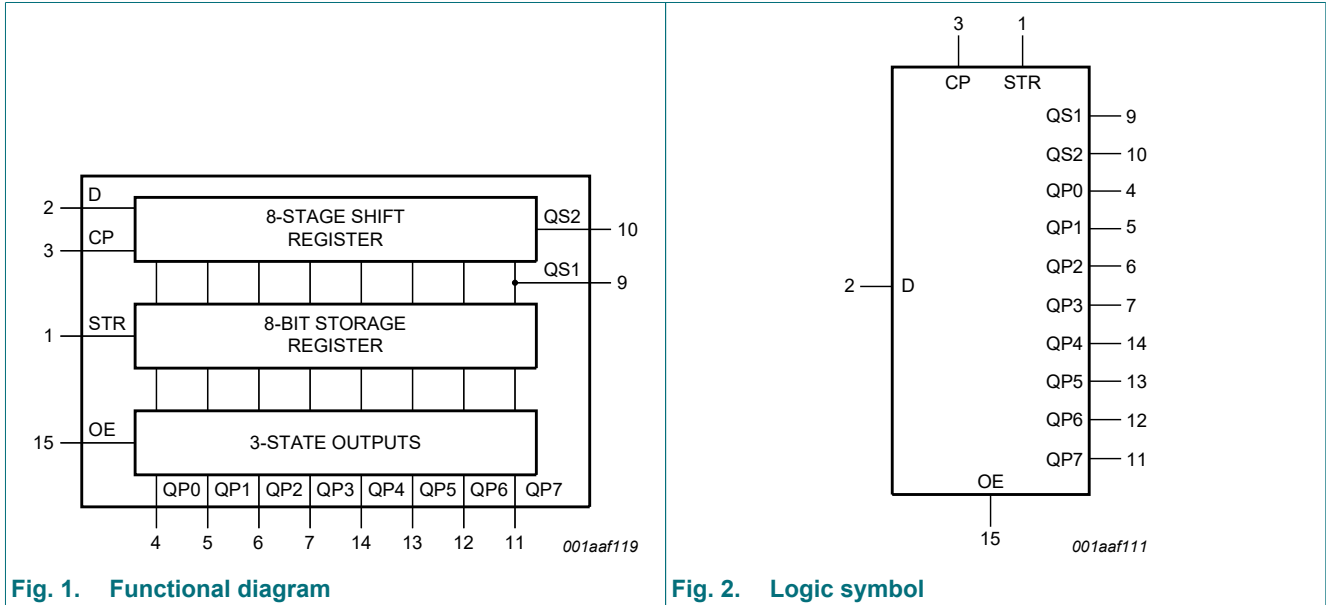 D
2
8-STAGE SHIFT
REGISTER
QS2
10
CP
3
QS1
9
STR
1
8-BIT STORAGE
REGISTER
OE
15
3-STATE OUTPUTS
QP0 QP1 QP2 QP3 QP4 QP5 QP6 QP7
4 5 6 7 14 13 12 11
001aaf119
Fig. 1. Functional diagram
3 1
CP STR
QS1 9
QS2 10
QP0 4
QP1 5
QP2 6
2 D
QP3 7
QP4 14
QP5 13
QP6 12
QP7 11
OE
15
001aaf111
Fig. 2. Logic symbol